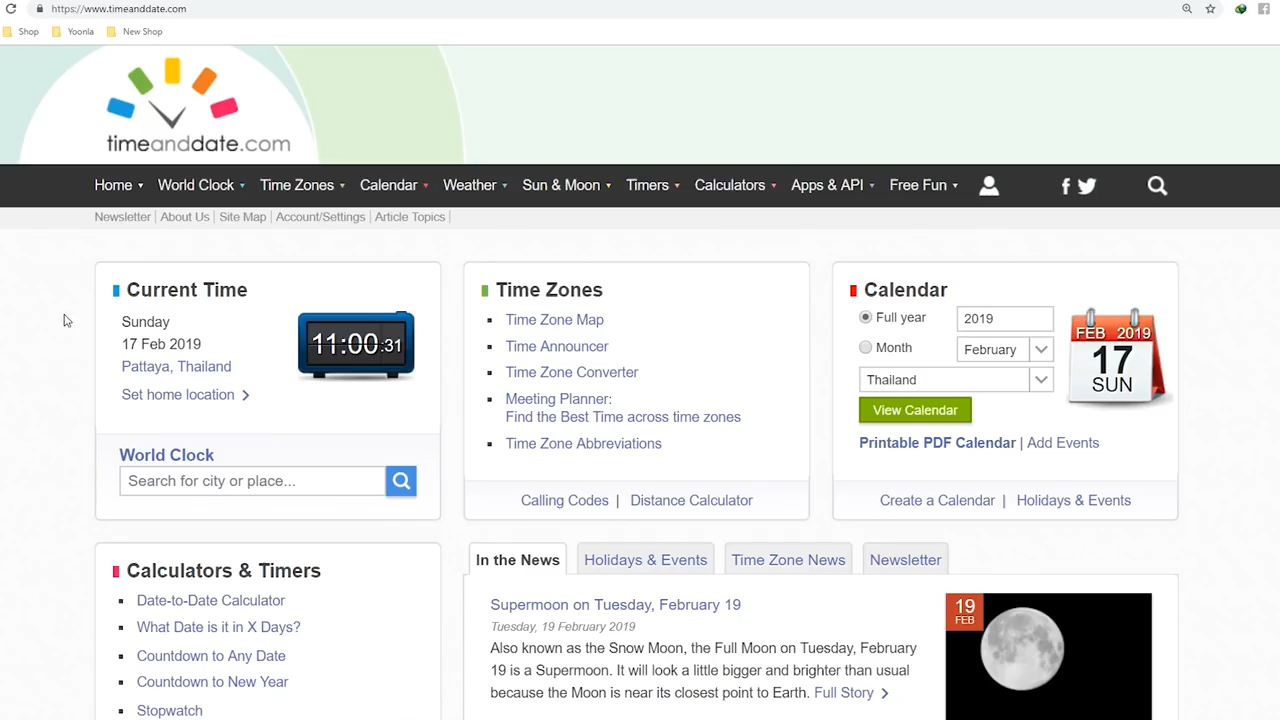 https://www.timeanddate.com
Shop
Yoonla
New Shop
timeanddate.com
Home
World Clock
Time Zones
Calendar
Weather
Sun & Moon
Timers
Calculators
Apps & API
Free Fun
Newsletter | About Us | Site Map | Account/Settings | Article Topics |
Current Time
Sunday
17 Feb 2019
Pattaya, Thailand
Set home location
11:00:31
World Clock
Search for city or place...
Time Zones
Time Zone Map
Time Announcer
Time Zone Converter
Meeting Planner:
Find the Best Time across time zones
Time Zone Abbreviations
Calling Codes | Distance Calculator
Calendar
Full year
2019
Month
February
Thailand
View Calendar
FEB 2019
17
SUN
Printable PDF Calendar | Add Events
Create a Calendar | Holidays & Events
Calculators & Timers
Date-to-Date Calculator
What Date is it in X Days?
Countdown to Any Date
Countdown to New Year
Stopwatch
In the News
Holidays & Events
Time Zone News
Newsletter
Supermoon on Tuesday, February 19
Tuesday, 19 February 2019
Also known as the Snow Moon, the Full Moon on Tuesday, February
19 is a Supermoon. It will look a little bigger and brighter than usual
because the Moon is near its closest point to Earth. Full Story
19
FEB